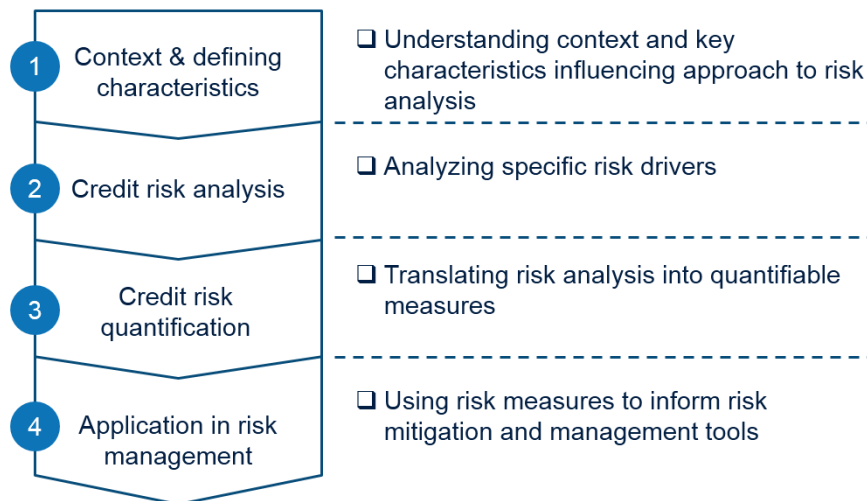 1
Context & defining
characteristics
❑ Understanding context and key
characteristics influencing approach to risk
analysis
2
Credit risk analysis
❑ Analyzing specific risk drivers
3
Credit risk
quantification
❑ Translating risk analysis into quantifiable
measures
4
Application in risk
management
❑ Using risk measures to inform risk
mitigation and management tools